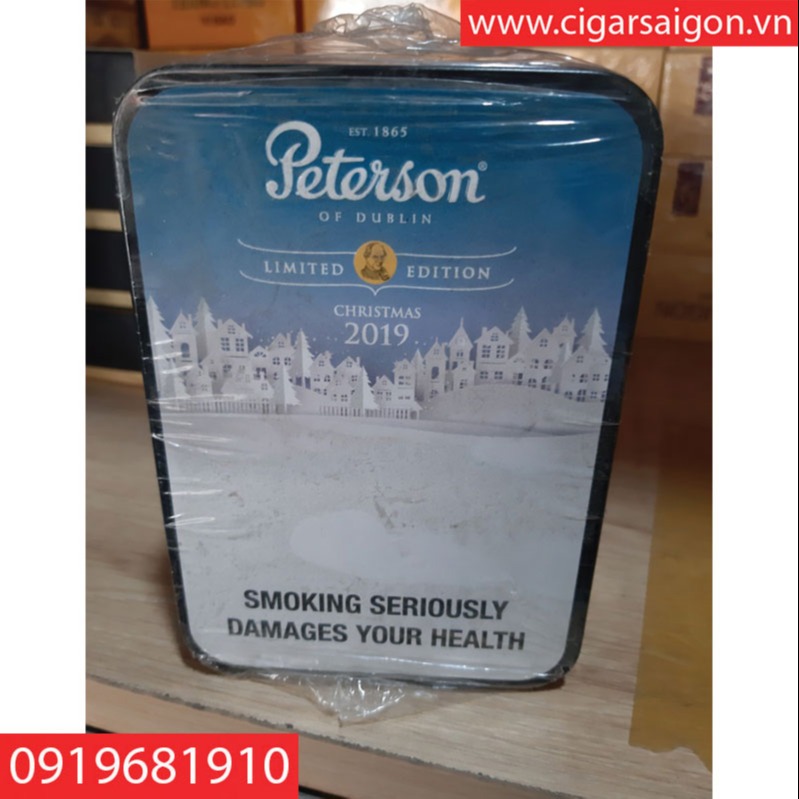 www.cigarsaigon.vn
EST. 1865
Peterson®
OF DUBLIN
LIMITED EDITION
CHRISTMAS
2019
SMOKING SERIOUSLY
DAMAGES YOUR HEALTH
0919681910